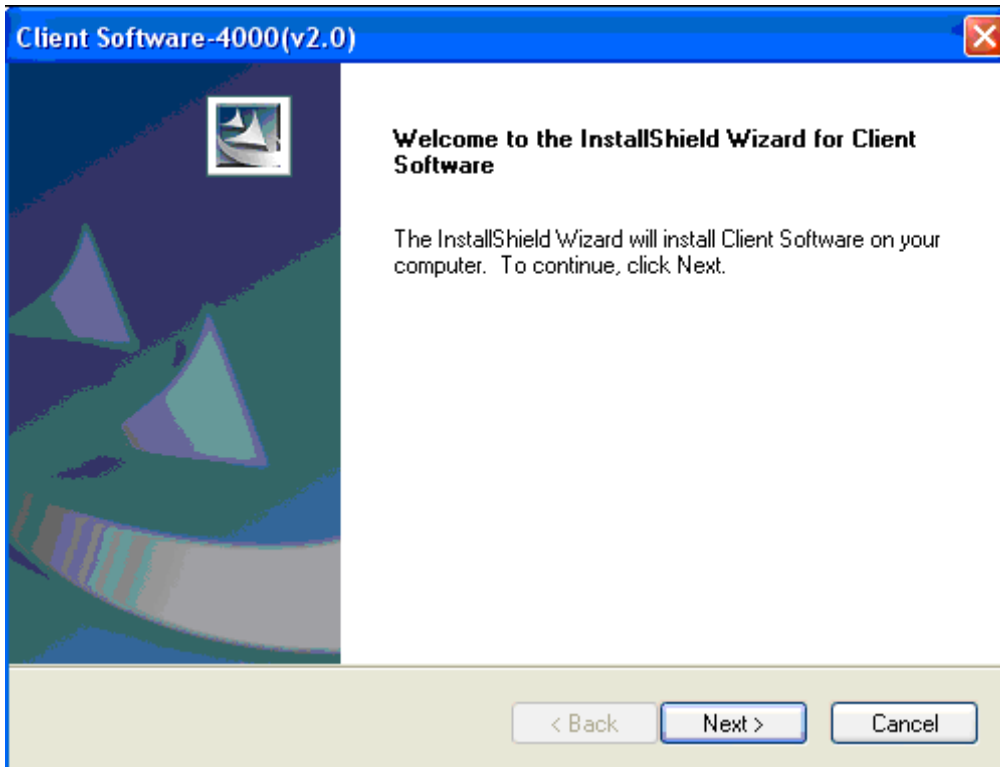 Client Software-4000(v2.0)
Welcome to the InstallShield Wizard for Client
Software
The InstallShield Wizard will install Client Software on your
computer.  To continue, click Next.
< Back
Next >
Cancel